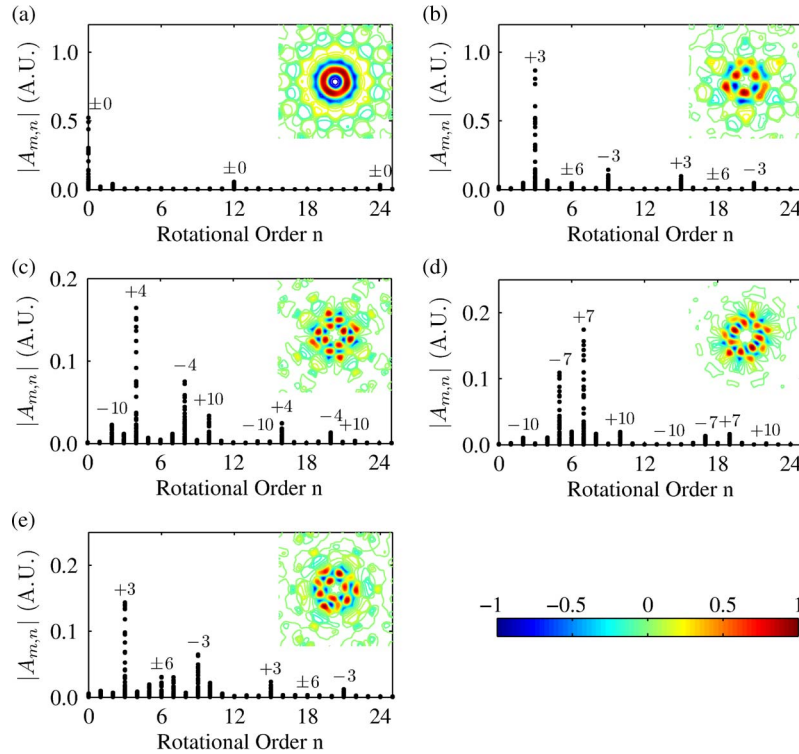 (a)
|A_{m,n}| (A.U.)
1.0
0.5
0.0
±0
±0
±0
0 6 12 18 24
Rotational Order n
(b)
|A_{m,n}| (A.U.)
1.0
0.5
0.0
+3
±6
−3
+3
±6
−3
0 6 12 18 24
Rotational Order n
(c)
|A_{m,n}| (A.U.)
0.2
0.1
0
−10
+4
−4
+10
−10
+4
−4
+10
0 6 12 18 24
Rotational Order n
(d)
|A_{m,n}| (A.U.)
0.2
0.1
0
−10
−7
+7
+10
−10
−7
+7
+10
0 6 12 18 24
Rotational Order n
(e)
|A_{m,n}| (A.U.)
0.2
0.1
0.0
+3
±6
−3
+3
±6
−3
0 6 12 18 24
Rotational Order n
−1 −0.5 0 0.5 1